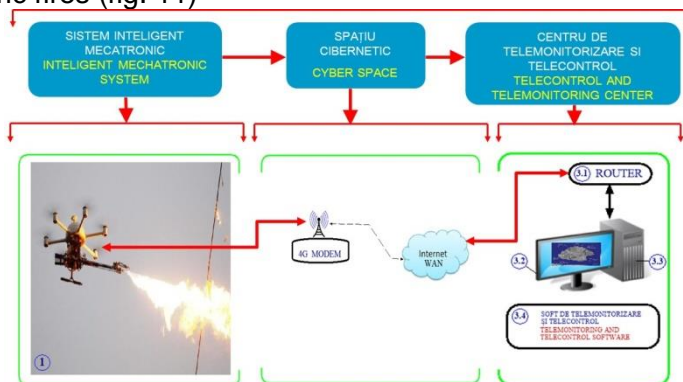 SISTEM INTELIGENT
MECATRONIC
INTELIGENT MECHATRONIC
SYSTEM
SPAȚIU
CIBERNETIC
CYBER SPACE
CENTRU DE
TELEMONITORIZARE SI
TELECONTROL
TELECONTROL AND
TELEMONITORING CENTER
1
4G MODEM
Internet
WAN
3.1 ROUTER
3.2
3.3
3.4 SOFT DE TELEMONITORIZARE
ȘI TELECONTROL
TELEMONITORING AND
TELECONTROL SOFTWARE